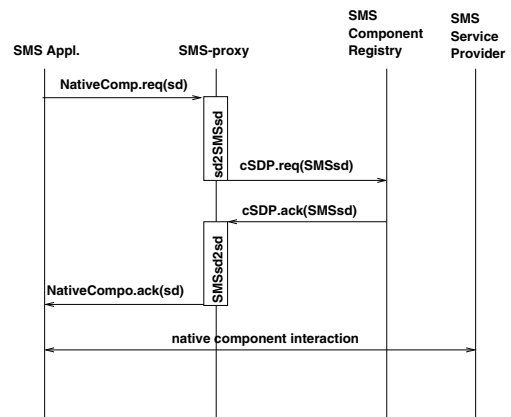 SMS Appl.
SMS-proxy
SMS
Component
Registry
SMS
Service
Provider
NativeComp.req(sd)
sd2SMSsd
cSDP.req(SMSsd)
cSDP.ack(SMSsd)
SMSsd2sd
NativeCompo.ack(sd)
native component interaction